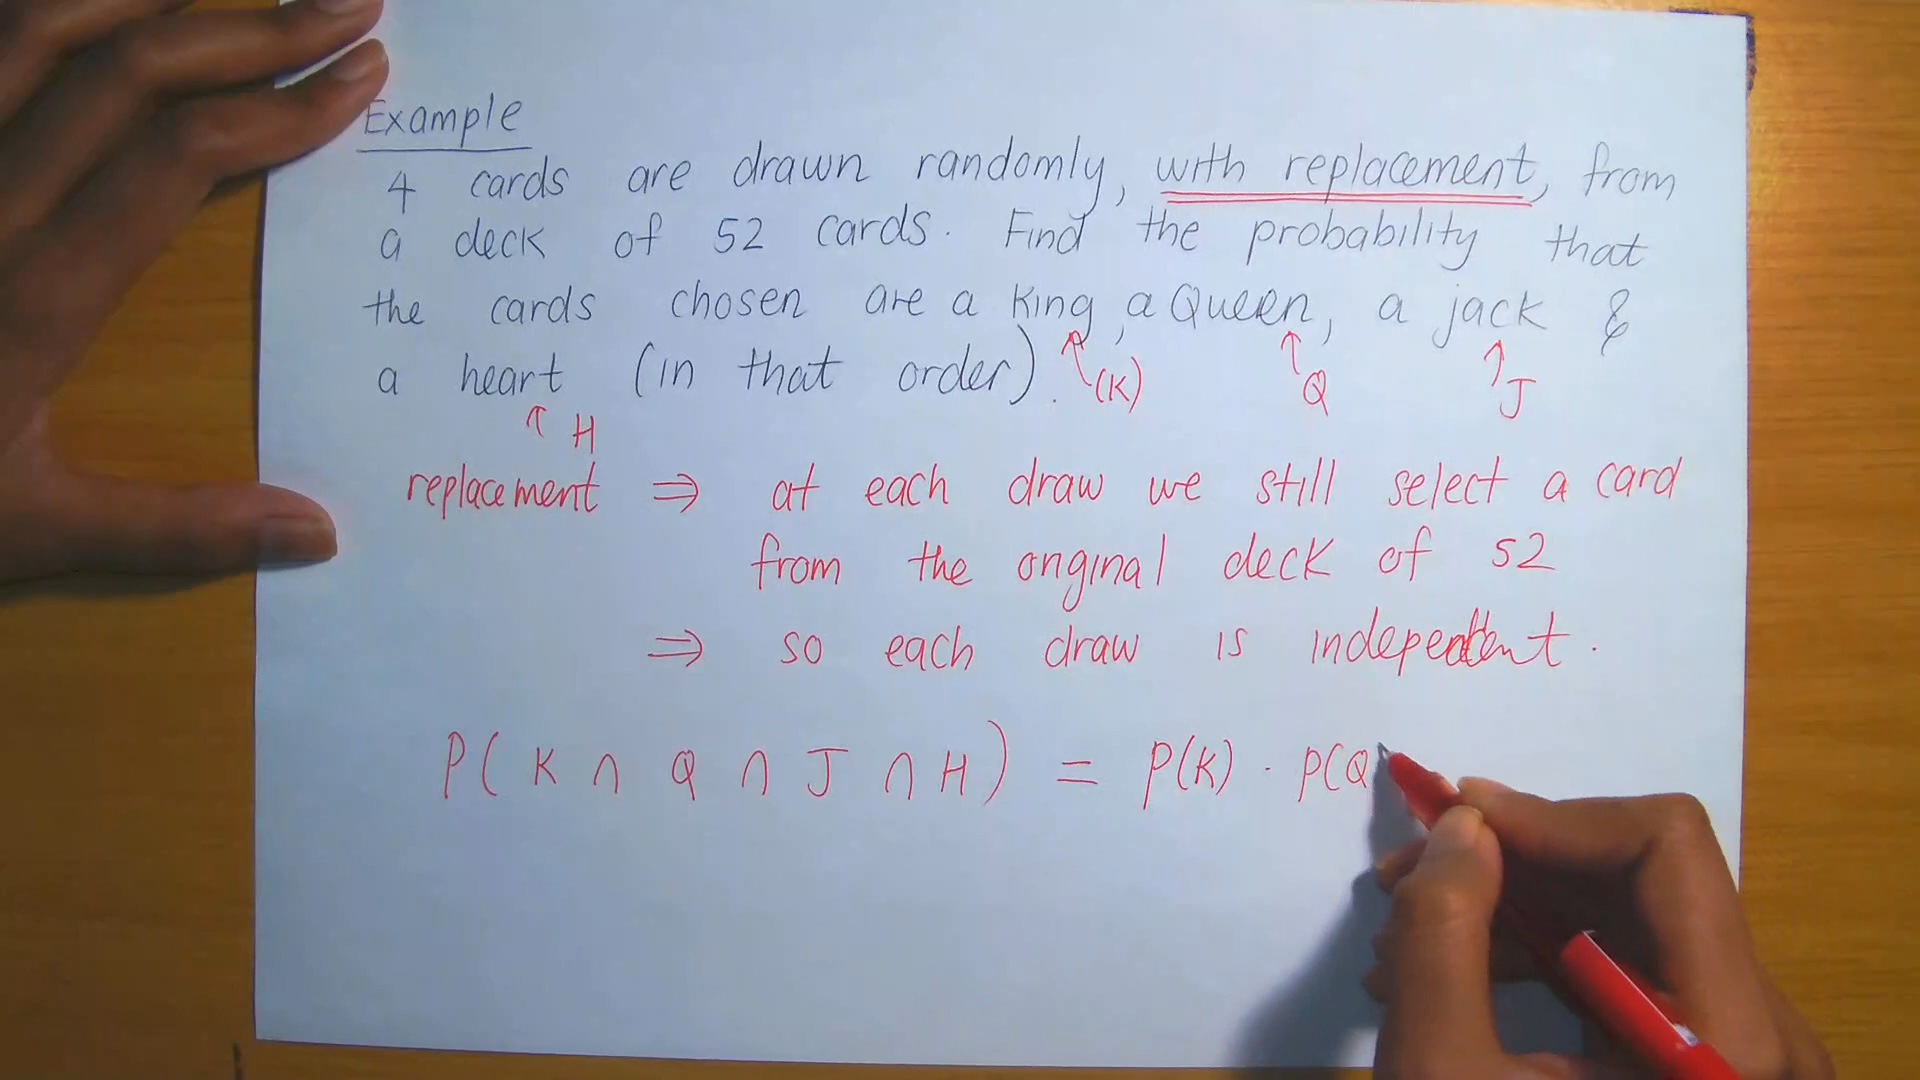 Example
4 cards are drawn randomly, with replacement, from
a deck of 52 cards. Find the probability that
the cards chosen are a king, a Queen, a jack &
a heart (in that order). (K) Q J
H
replacement ⇒ at each draw we still select a card
from the original deck of 52
⇒ so each draw is independent.
P( K ∩ Q ∩ J ∩ H ) = P(K) · P(Q